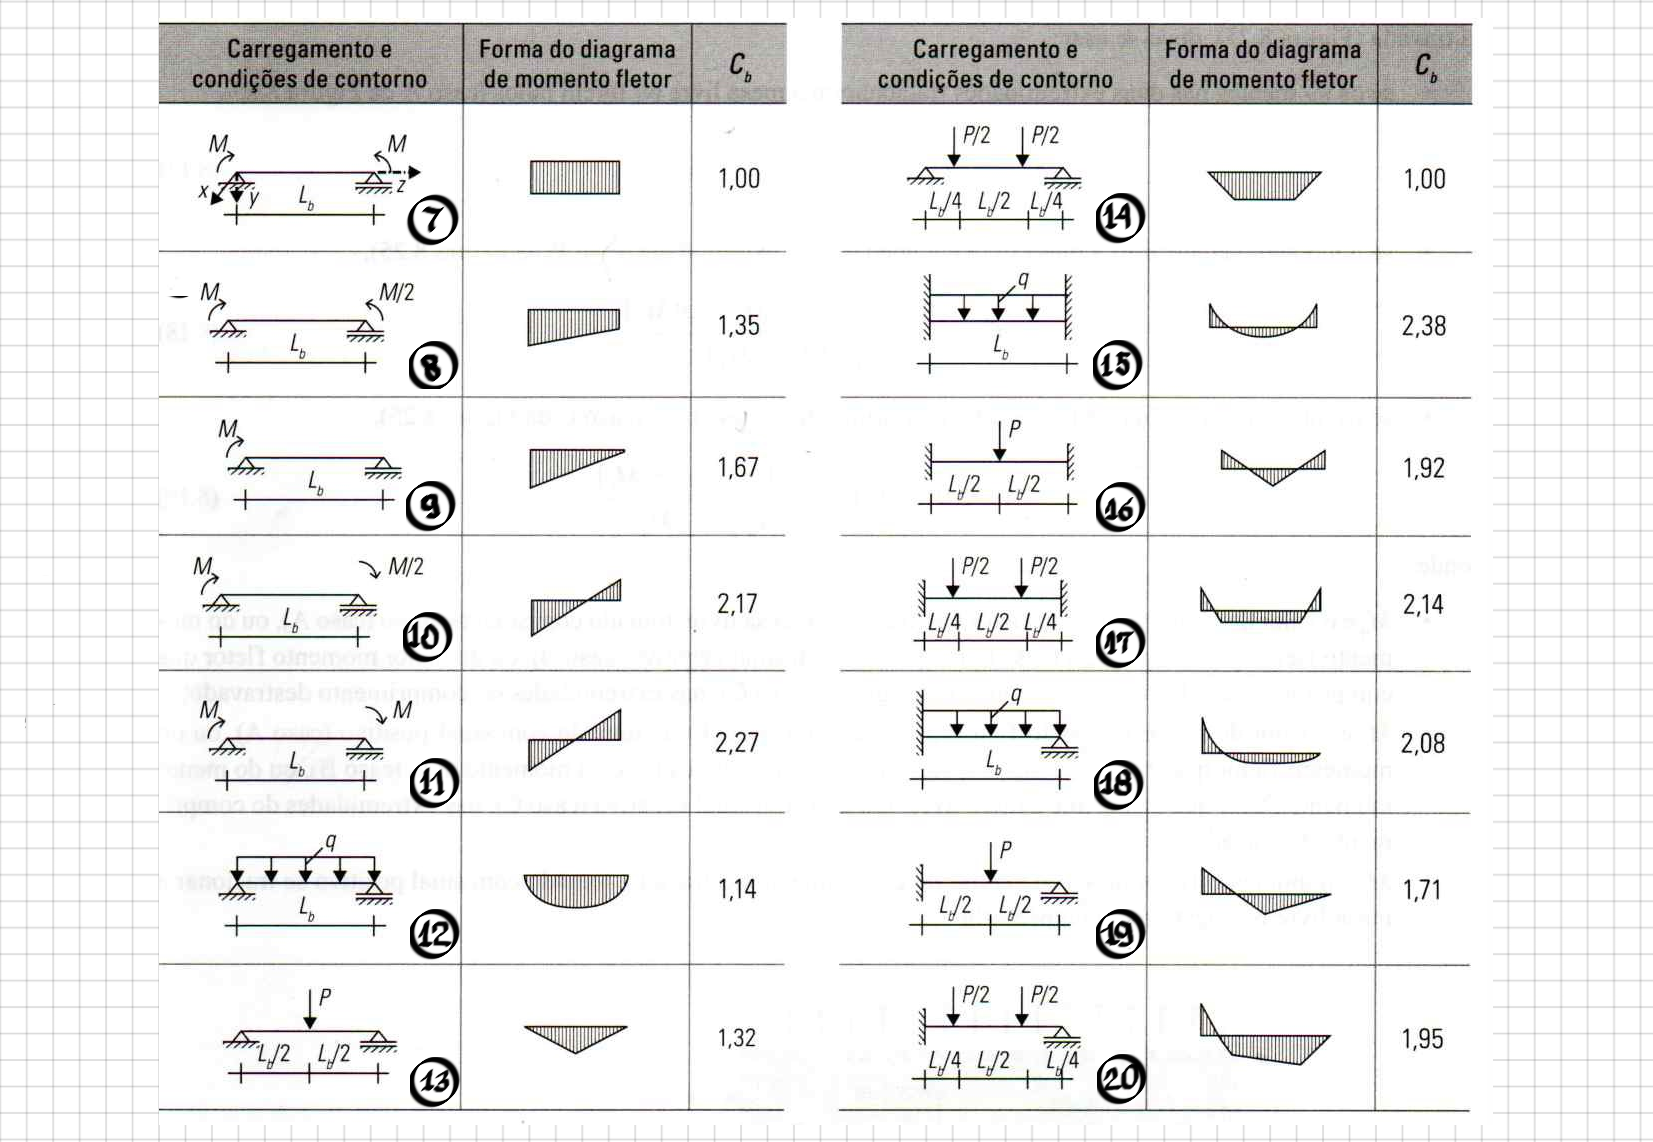 Carregamento e
condições de contorno
Forma do diagrama
de momento fletor
C_b
M M
x y z
L_b
7
1,00
M M/2
L_b
8
1,35
M
L_b
9
1,67
M M/2
L_b
10
2,17
M M
L_b
11
2,27
q
L_b
12
1,14
P
L_b/2 L_b/2
13
1,32
Carregamento e
condições de contorno
Forma do diagrama
de momento fletor
C_b
P/2 P/2
L_b/4 L_b/2 L_b/4
14
1,00
q
L_b
15
2,38
P
L_b/2 L_b/2
16
1,92
P/2 P/2
L_b/4 L_b/2 L_b/4
17
2,14
q
L_b
18
2,08
P
L_b/2 L_b/2
19
1,71
P/2 P/2
L_b/4 L_b/2 L_b/4
20
1,95